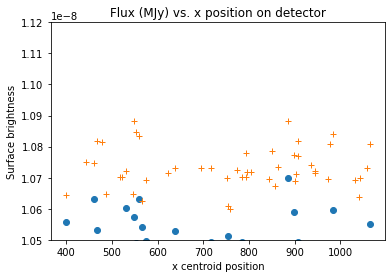 Flux (MJy) vs. x position on detector
1e−8
1.12
1.11
1.10
1.09
1.08
1.07
1.06
1.05
Surface brightness
400 500 600 700 800 900 1000
x centroid position